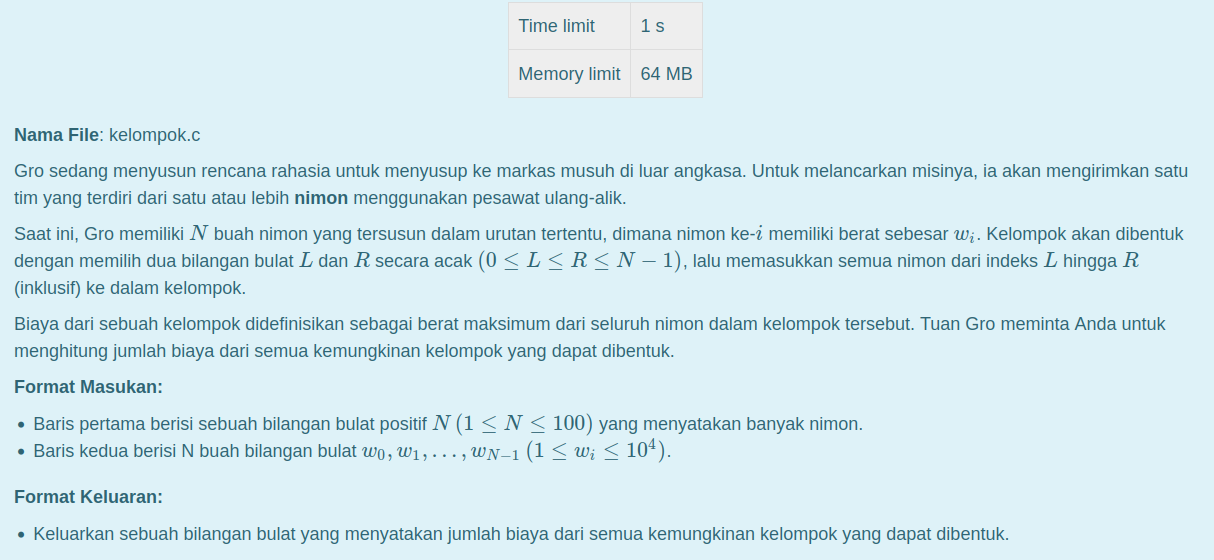 Time limit 1 s
Memory limit 64 MB
Nama File: kelompok.c
Gro sedang menyusun rencana rahasia untuk menyusup ke markas musuh di luar angkasa. Untuk melancarkan misinya, ia akan mengirimkan satu
tim yang terdiri dari satu atau lebih nimon menggunakan pesawat ulang-alik.
Saat ini, Gro memiliki N buah nimon yang tersusun dalam urutan tertentu, dimana nimon ke-i memiliki berat sebesar w_i. Kelompok akan dibentuk
dengan memilih dua bilangan bulat L dan R secara acak (0 ≤ L ≤ R ≤ N − 1), lalu memasukkan semua nimon dari indeks L hingga R
(inklusif) ke dalam kelompok.
Biaya dari sebuah kelompok didefinisikan sebagai berat maksimum dari seluruh nimon dalam kelompok tersebut. Tuan Gro meminta Anda untuk
menghitung jumlah biaya dari semua kemungkinan kelompok yang dapat dibentuk.
Format Masukan:
• Baris pertama berisi sebuah bilangan bulat positif N (1 ≤ N ≤ 100) yang menyatakan banyak nimon.
• Baris kedua berisi N buah bilangan bulat w_0, w_1, . . . , w_{N−1} (1 ≤ w_i ≤ 10^4).
Format Keluaran:
• Keluarkan sebuah bilangan bulat yang menyatakan jumlah biaya dari semua kemungkinan kelompok yang dapat dibentuk.